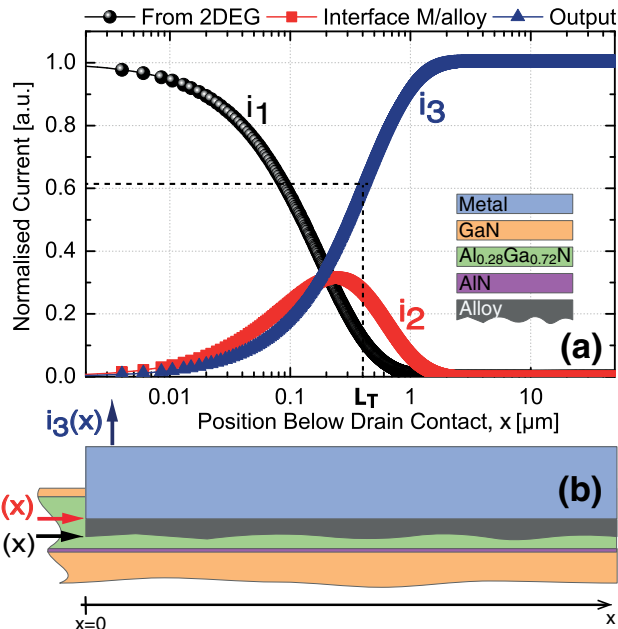 From 2DEG Interface M/alloy Output
1.0
0.8
0.6
0.4
0.2
0.0
Normalised Current [a.u.]
i1
i3
i2
Metal
GaN
Al0.28Ga0.72N
AlN
Alloy
(a)
0.01 0.1 1 10
LT
Position Below Drain Contact, x [µm]
i3(x)
(b)
(x)
(x)
x=0
x